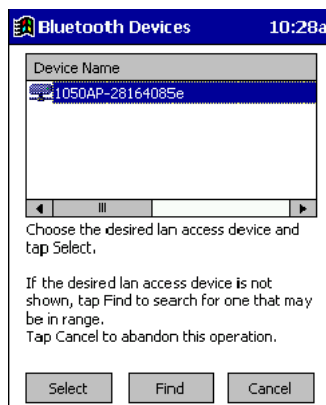 Bluetooth Devices 10:28a
Device Name
1050AP-28164085e
Choose the desired lan access device and
tap Select.
If the desired lan access device is not
shown, tap Find to search for one that may
be in range.
Tap Cancel to abandon this operation.
Select Find Cancel